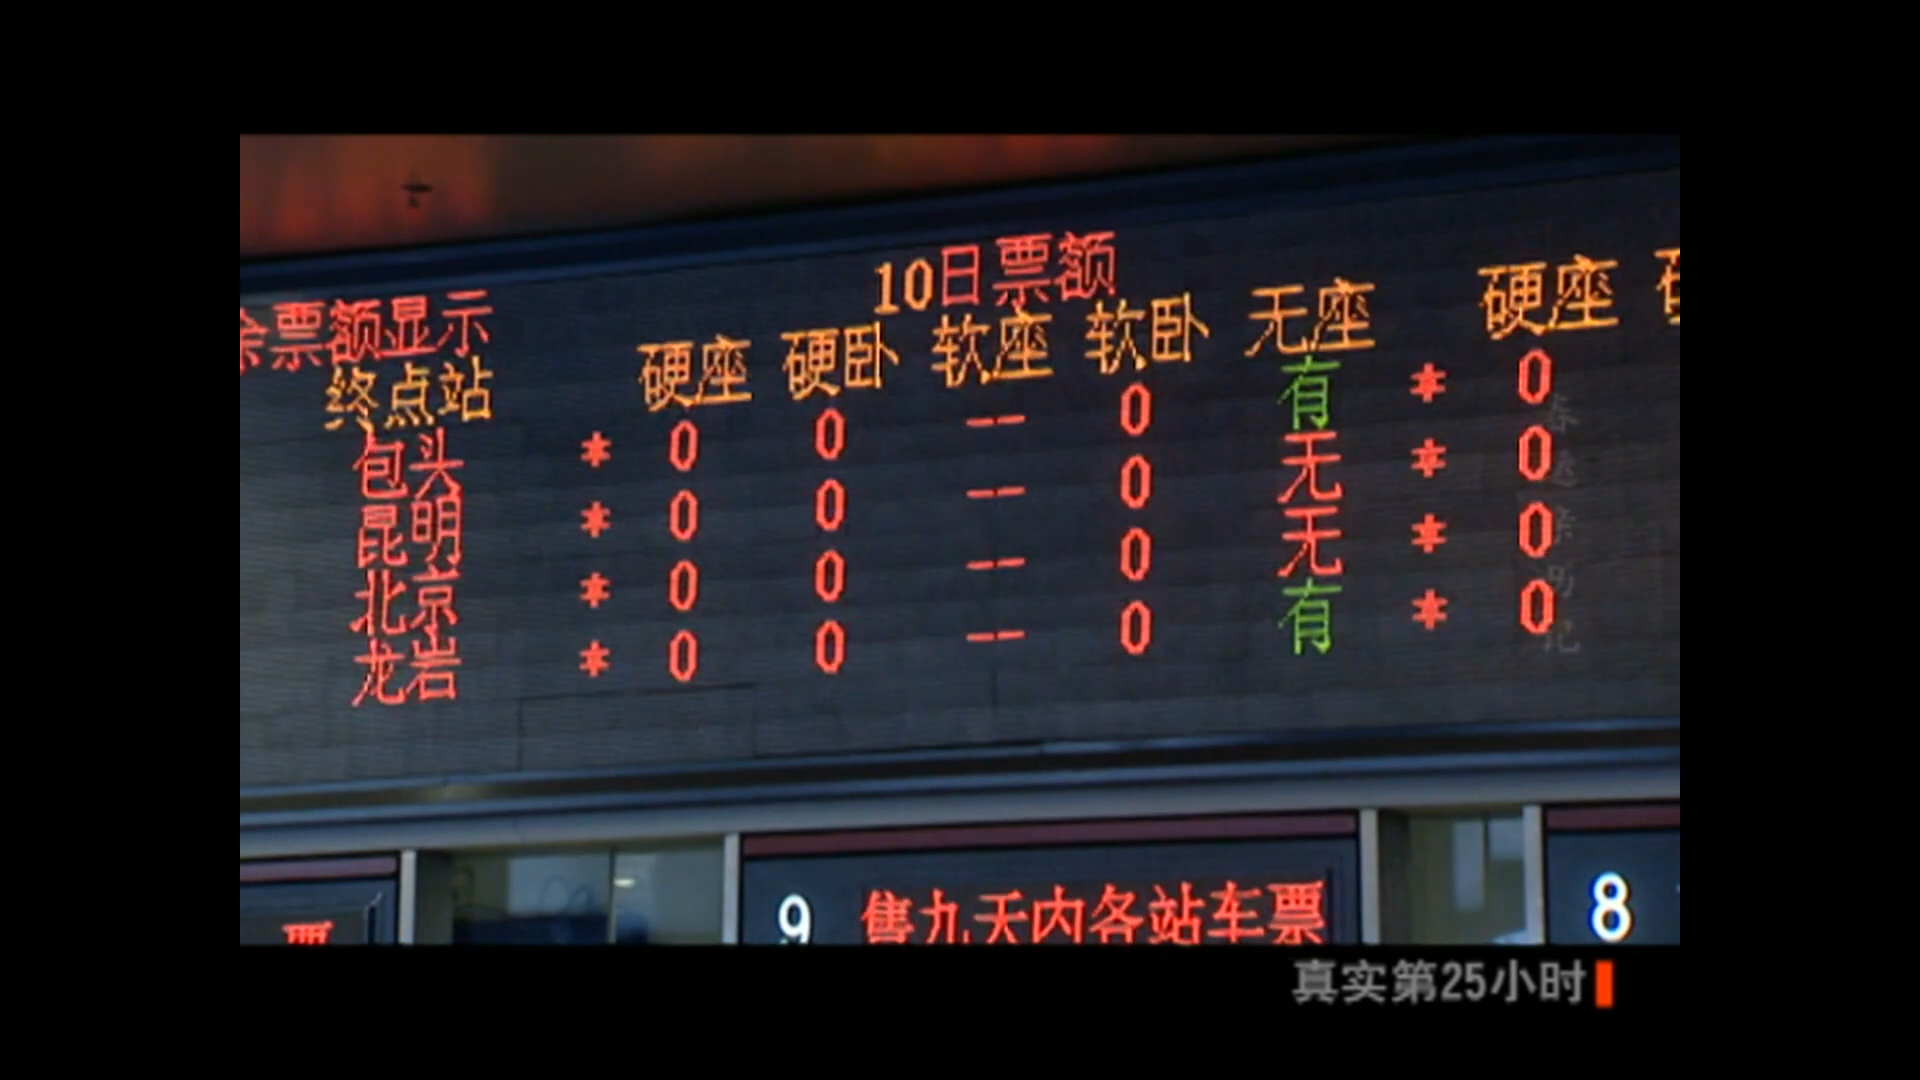 余票额显示 10日票额
终点站 硬座 硬卧 软座 软卧 无座 硬座
包头 * 0 0 -- 0 有 * 0
昆明 * 0 0 -- 0 无 * 0
北京 * 0 0 -- 0 无 * 0
龙岩 * 0 0 -- 0 有 * 0
票 9 售九天内各站车票 8
真实第25小时